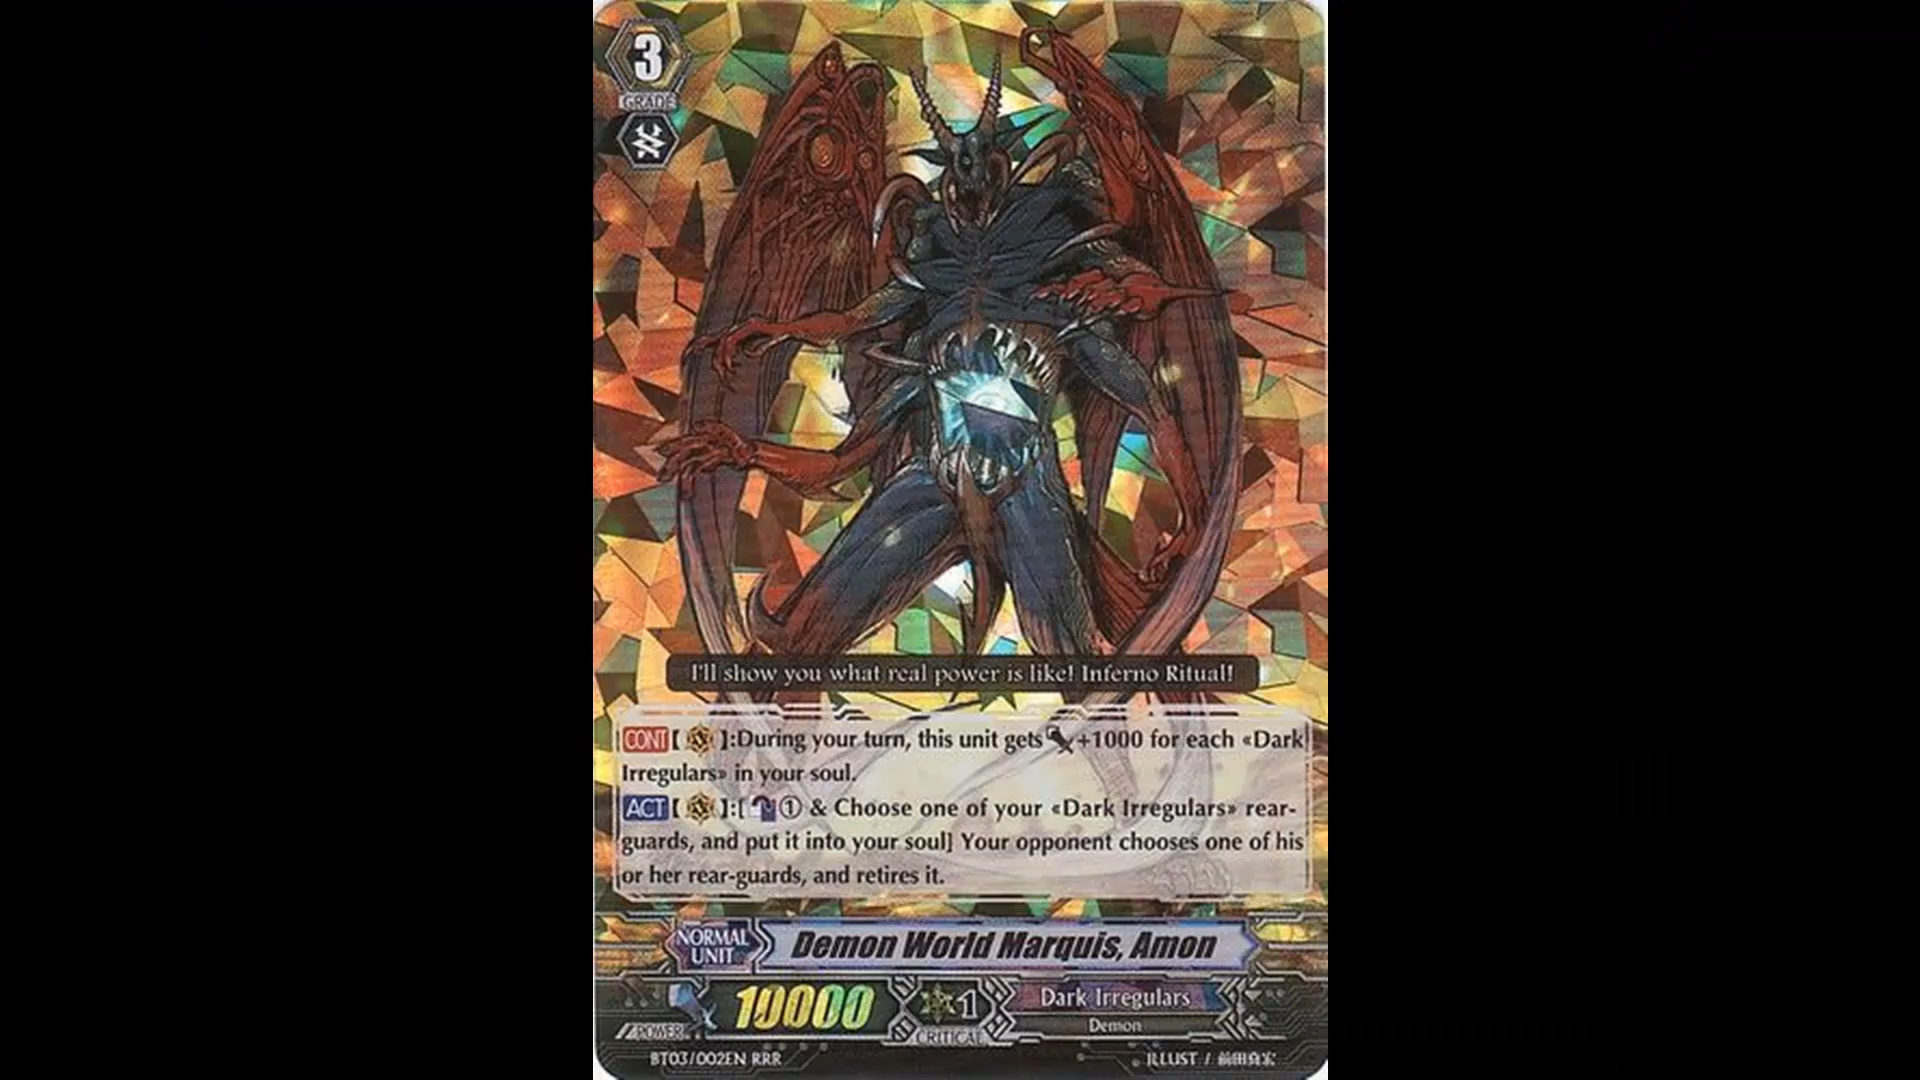 3
GRADE
I'll show you what real power is like! Inferno Ritual!
CONT【 】:During your turn, this unit gets +1000 for each «Dark
Irregulars» in your soul.
ACT【 】:[ ① & Choose one of your «Dark Irregulars» rear-
guards, and put it into your soul] Your opponent chooses one of his
or her rear-guards, and retires it.
NORMAL
UNIT
Demon World Marquis, Amon
POWER 10000 1 CRITICAL
Dark Irregulars
Demon
BT03/002EN RRR
ILLUST /